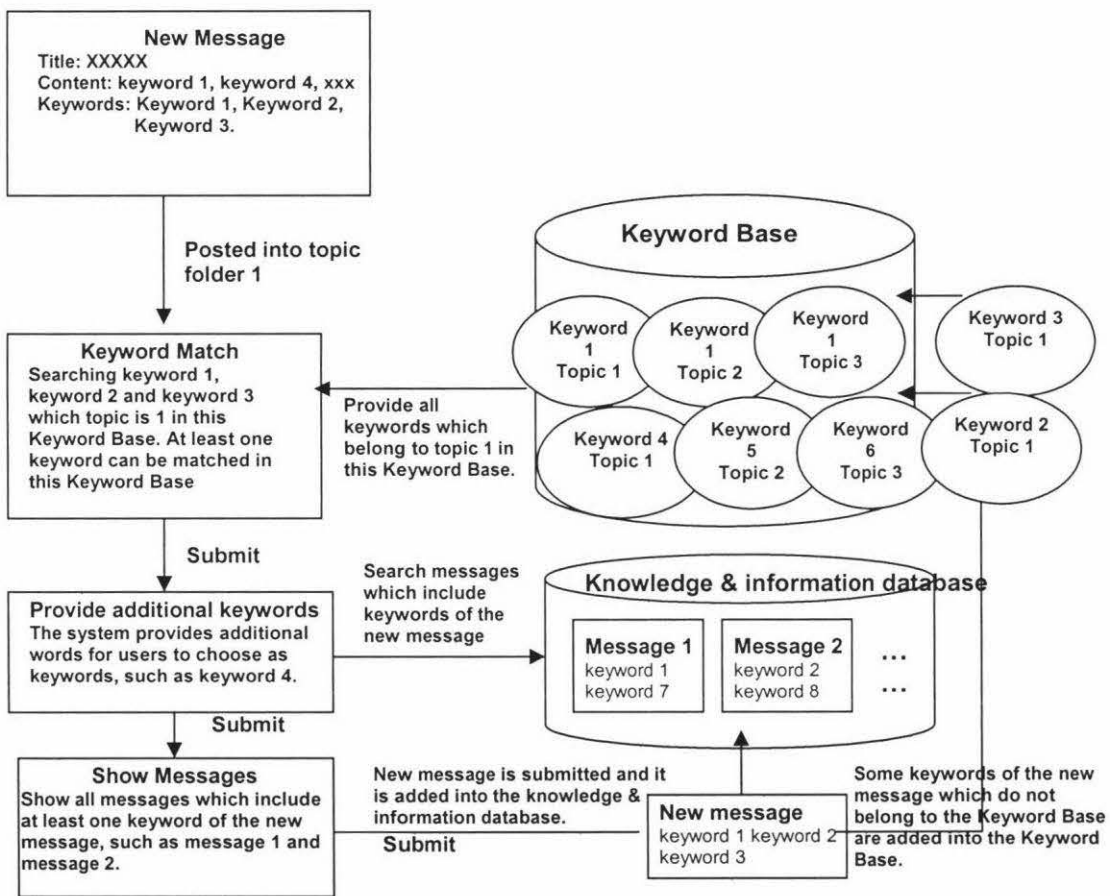 New Message
Title: XXXXX
Content: keyword 1, keyword 4, xxx
Keywords: Keyword 1, Keyword 2,
Keyword 3.
Posted into topic
folder 1
Keyword Base
Keyword
1
Topic 1
Keyword
1
Topic 2
Keyword
1
Topic 3
Keyword 3
Topic 1
Keyword 4
Topic 1
Keyword
5
Topic 2
Keyword
6
Topic 3
Keyword 2
Topic 1
Keyword Match
Searching keyword 1,
keyword 2 and keyword 3
which topic is 1 in this
Keyword Base. At least one
keyword can be matched in
this Keyword Base
Provide all
keywords which
belong to topic 1 in
this Keyword Base.
Submit
Provide additional keywords
The system provides additional
words for users to choose as
keywords, such as keyword 4.
Search messages
which include
keywords of the
new message
Knowledge & information database
Message 1
keyword 1
keyword 7
Message 2
keyword 2
keyword 8
...
...
Submit
Show Messages
Show all messages which include
at least one keyword of the new
message, such as message 1 and
message 2.
New message is submitted and it
is added into the knowledge &
information database.
Submit
New message
keyword 1 keyword 2
keyword 3
Some keywords of the new
message which do not
belong to the Keyword Base
are added into the Keyword
Base.